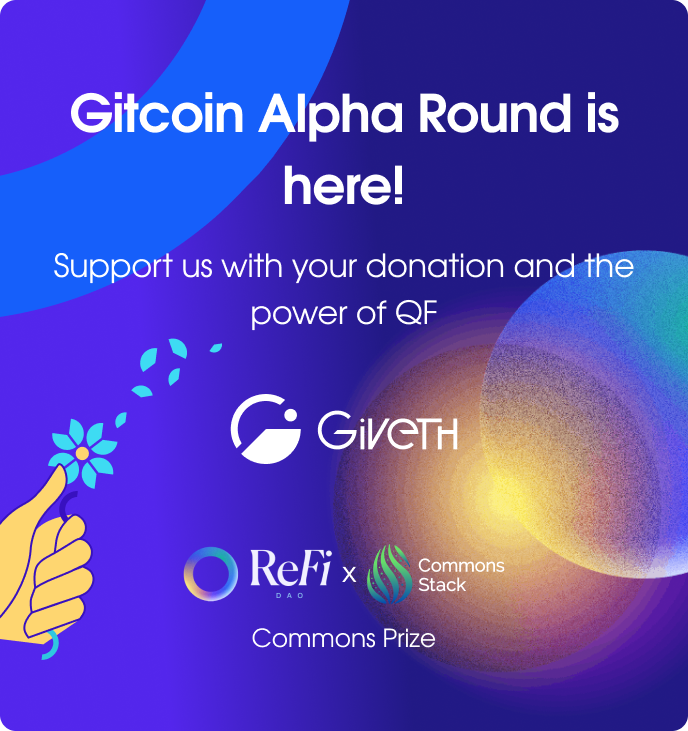 Gitcoin Alpha Round is
here!
Support us with your donation and the
power of QF
GIVETH
ReFi
DAO
x
Commons
Stack
Commons Prize